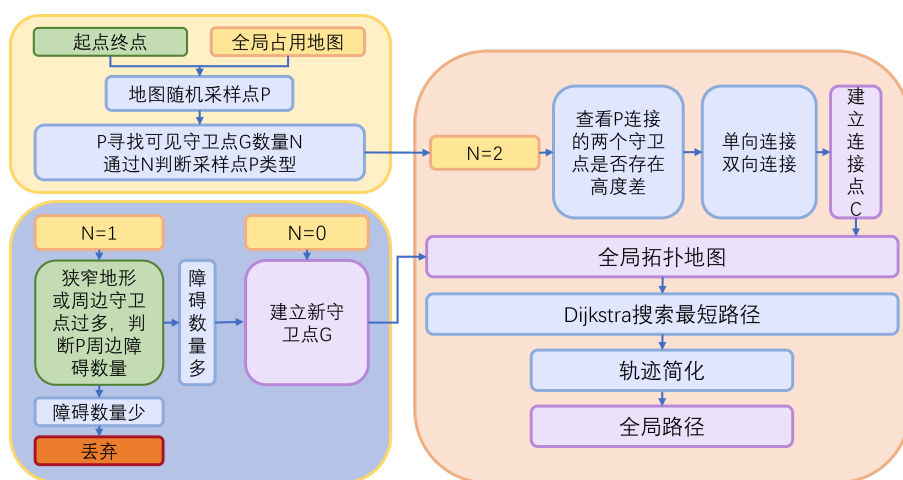 起点终点
全局占用地图
地图随机采样点P
P寻找可见守卫点G数量N
通过N判断采样点P类型
N=2
查看P连接
的两个守卫
点是否存在
高度差
单向连接
双向连接
建
立
连
接
点
C
N=1
N=0
狭窄地形
或周边守卫
点过多，判
断P周边障
碍数量
障
碍
数
量
多
建立新守
卫点G
障碍数量少
丢弃
全局拓扑地图
Dijkstra搜索最短路径
轨迹简化
全局路径